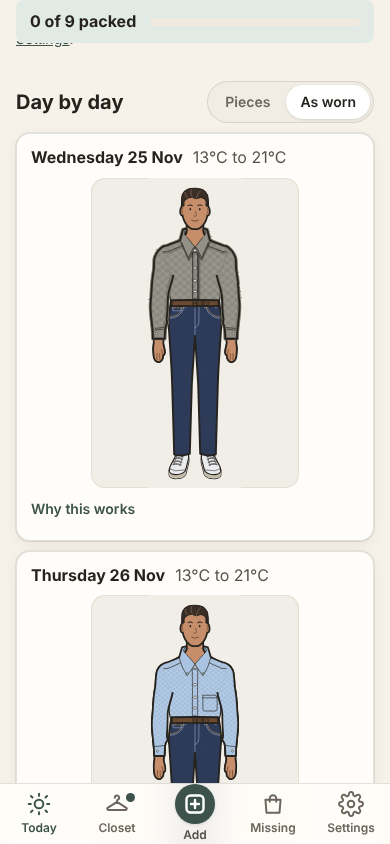 0 of 9 packed
Settings.
Day by day
Pieces
As worn
Wednesday 25 Nov 13°C to 21°C
Why this works
Thursday 26 Nov 13°C to 21°C
Today
Closet
Add
Missing
Settings